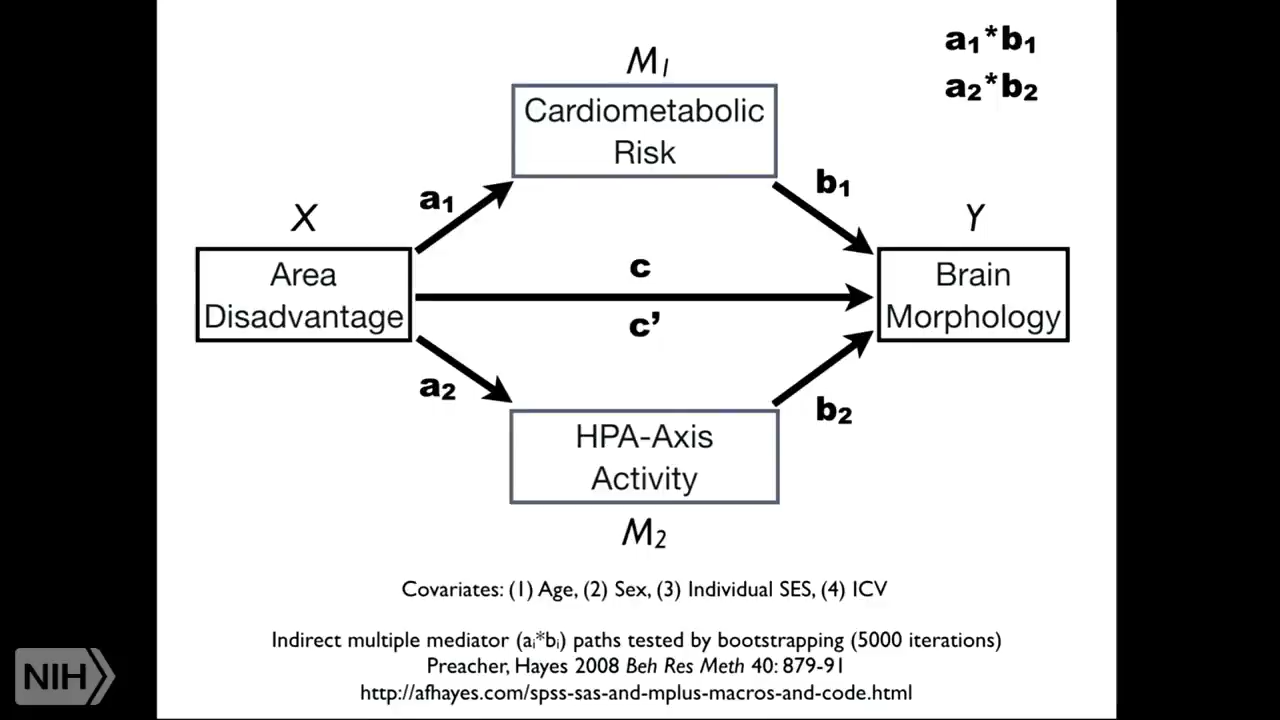 a₁*b₁
a₂*b₂
M₁
Cardiometabolic
Risk
a₁
b₁
X
Y
Area
Disadvantage
c
c’
Brain
Morphology
a₂
b₂
HPA-Axis
Activity
M₂
Covariates: (1) Age, (2) Sex, (3) Individual SES, (4) ICV
Indirect multiple mediator (aᵢ*bᵢ) paths tested by bootstrapping (5000 iterations)
Preacher, Hayes 2008 Beh Res Meth 40: 879-91
http://afhayes.com/spss-sas-and-mplus-macros-and-code.html
NIH